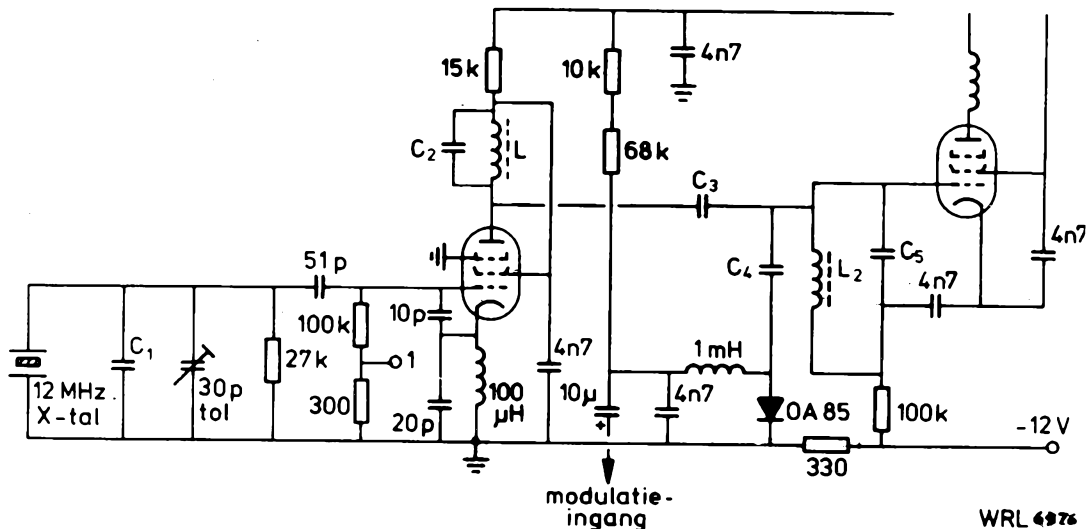 15k
10k
4n7
C₂
L
68k
C₃
51p
C₄
L₂
C₅
4n7
4n7
100k
10p
1
C₁
27k
300
20p
100
μH
4n7
10μ
+
1mH
4n7
OA 85
100k
12 MHz.
X-tal
30p
tol
330
-12V
modulatie-
ingang
WRL